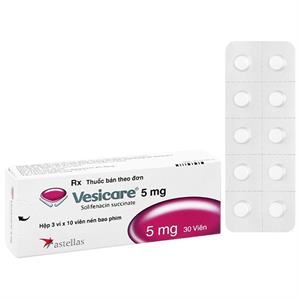 Rx Thuốc bán theo đơn
Vesicare® 5 mg
Solifenacin succinate
Hộp 3 vỉ x 10 viên nén bao phim
5 mg 30 Viên
astellas